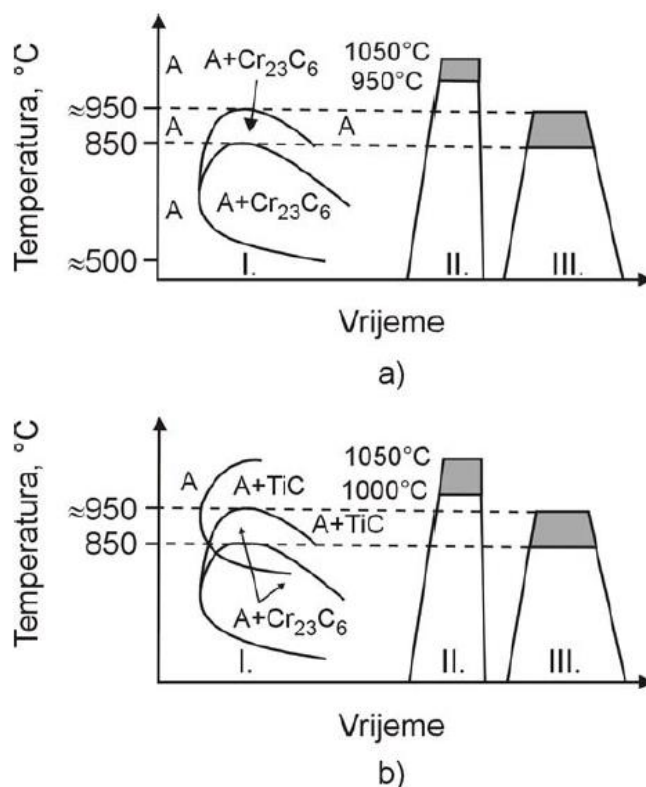 Temperatura, °C
A
A+Cr23C6
1050°C
950°C
≈950
A
A
850
A
A+Cr23C6
≈500
I.
II.
III.
Vrijeme
a)
Temperatura, °C
A
A+TiC
1050°C
1000°C
≈950
A+TiC
850
A+Cr23C6
I.
II.
III.
Vrijeme
b)